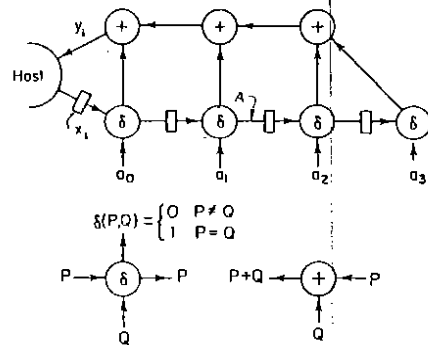 y_i + + +
Host
x_i δ δ A δ δ
a_0 a_1 a_2 a_3
δ(P,Q) = { 0 P ≠ Q
1 P = Q
P δ P P+Q + P
Q Q